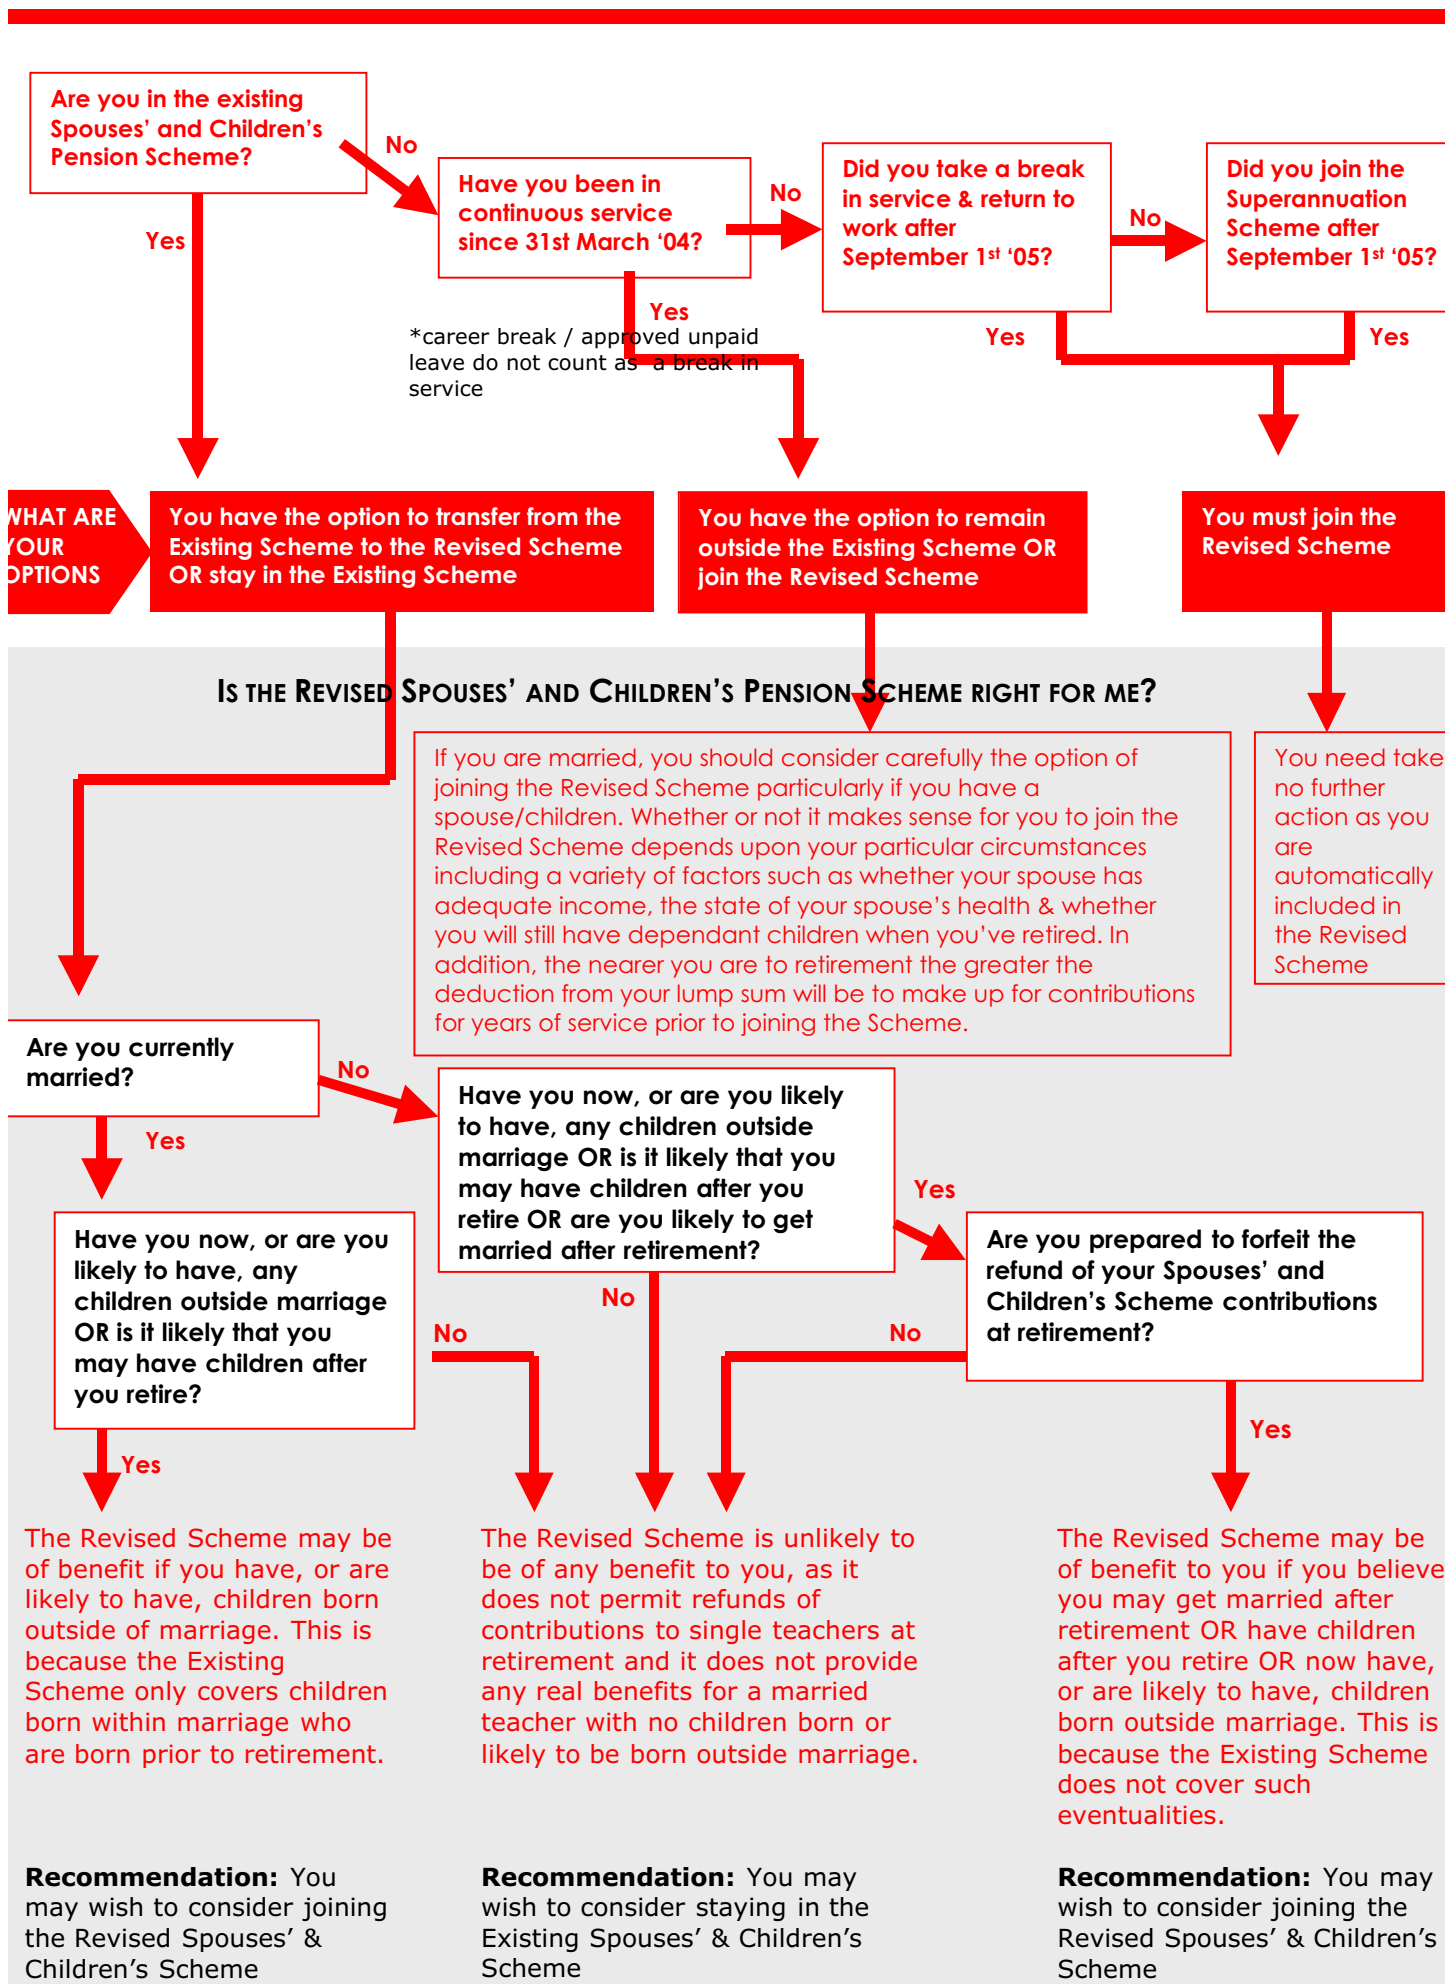 Are you in the existing
Spouses’ and Children’s
Pension Scheme?
No
Yes
Have you been in
continuous service
since 31st March ‘04?
No
Yes
*career break / approved unpaid
leave do not count as  a break in
service
Did you take a break
in service & return to
work after
September 1st ‘05?
No
Yes
Did you join the
Superannuation
Scheme after
September 1st ‘05?
Yes
WHAT ARE
YOUR
OPTIONS
You have the option to transfer from the
Existing Scheme to the Revised Scheme
OR stay in the Existing Scheme
You have the option to remain
outside the Existing Scheme OR
join the Revised Scheme
You must join the
Revised Scheme
IS THE REVISED SPOUSES’ AND CHILDREN’S PENSION SCHEME RIGHT FOR ME?
If you are married, you should consider carefully the option of
joining the Revised Scheme particularly if you have a
spouse/children. Whether or not it makes sense for you to join the
Revised Scheme depends upon your particular circumstances
including a variety of factors such as whether your spouse has
adequate income, the state of your spouse’s health & whether
you will still have dependant children when you’ve retired. In
addition, the nearer you are to retirement the greater the
deduction from your lump sum will be to make up for contributions
for years of service prior to joining the Scheme.
You need take
no further
action as you
are
automatically
included in
the Revised
Scheme
Are you currently
married?
No
Yes
Have you now, or are you likely
to have, any children outside
marriage OR is it likely that you
may have children after you
retire OR are you likely to get
married after retirement?
Yes
No
Have you now, or are you
likely to have, any
children outside marriage
OR is it likely that you
may have children after
you retire?
No
Yes
Are you prepared to forfeit the
refund of your Spouses’ and
Children’s Scheme contributions
at retirement?
No
Yes
The Revised Scheme may be
of benefit if you have, or are
likely to have, children born
outside of marriage. This is
because the Existing
Scheme only covers children
born within marriage who
are born prior to retirement.
Recommendation: You
may wish to consider joining
the Revised Spouses’ &
Children’s Scheme
The Revised Scheme is unlikely to
be of any benefit to you, as it
does not permit refunds of
contributions to single teachers at
retirement and it does not provide
any real benefits for a married
teacher with no children born or
likely to be born outside marriage.
Recommendation: You may
wish to consider staying in the
Existing Spouses’ & Children’s
Scheme
The Revised Scheme may be
of benefit to you if you believe
you may get married after
retirement OR have children
after you retire OR now have,
or are likely to have, children
born outside marriage. This is
because the Existing Scheme
does not cover such
eventualities.
Recommendation: You may
wish to consider joining the
Revised Spouses’ & Children’s
Scheme